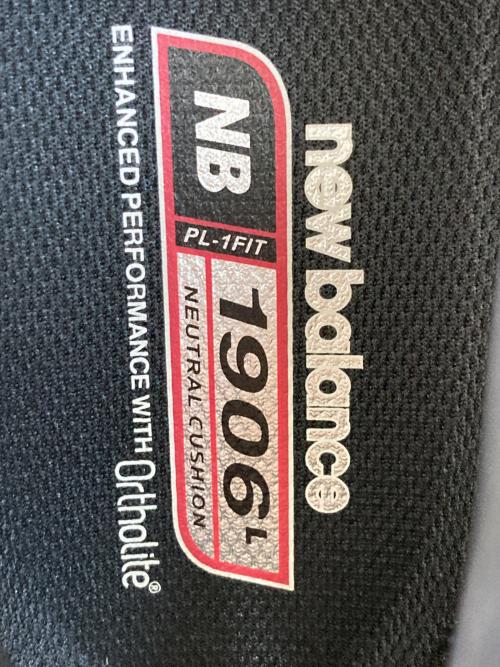 new balance
NB PL-1FIT 1906L
NEUTRAL CUSHION
ENHANCED PERFORMANCE WITH Ortholite®